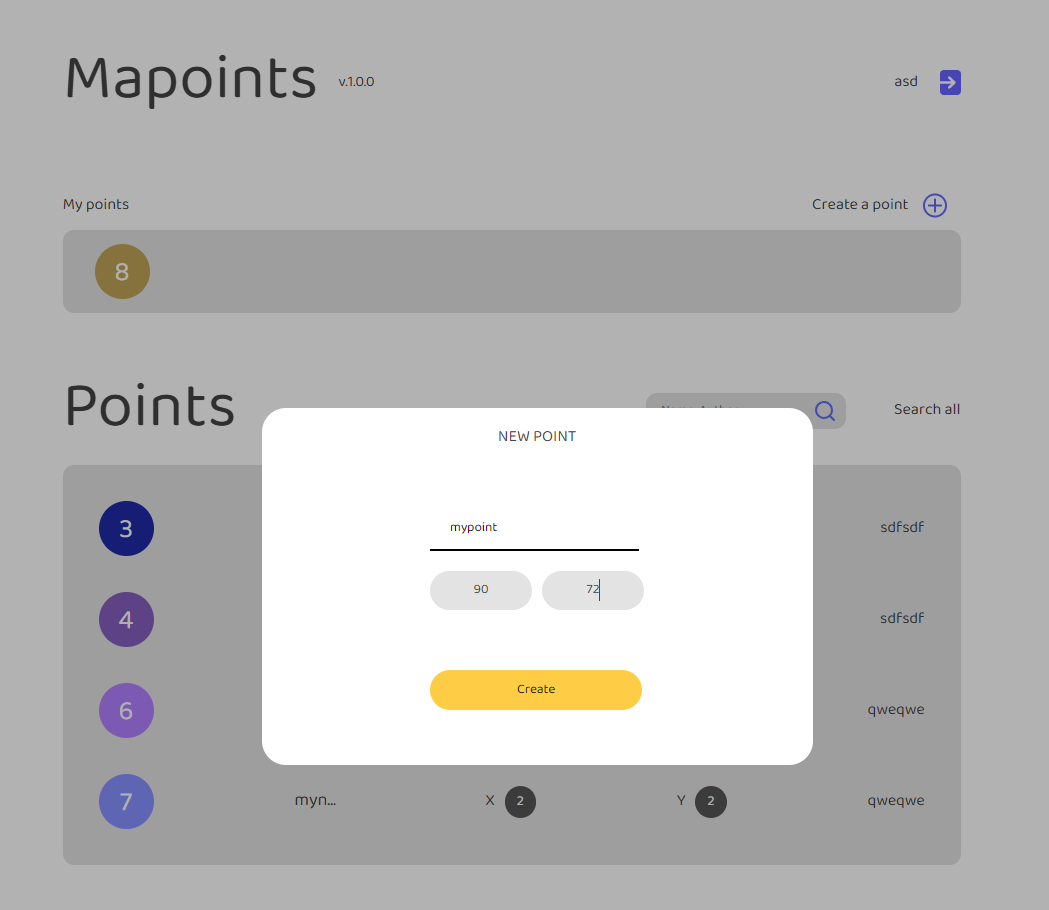 Mapoints v.1.0.0 asd
My points Create a point
8
Points Search all
NEW POINT
mypoint
90 72
Create
3 sdfsdf
4 sdfsdf
6 qweqwe
7 myn... X 2 Y 2 qweqwe